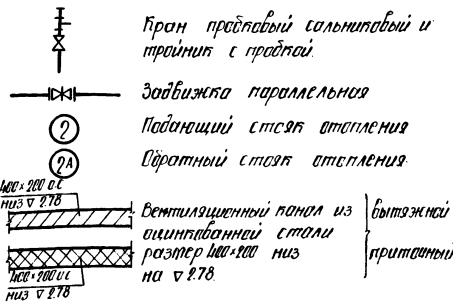 Кран пробковый сальниковый и
тройник с пробкой.
Задвижка параллельная
2 Подающий стояк отопления
2А Обратный стояк отопления.
400×200 о.с
низ ▽ 2.78
Вентиляционный канал из
оцинкованной стали
размер 400×200 низ
на ▽ 2.78.
вытяжной
приточный
400×200 о.с
низ ▽ 2.78